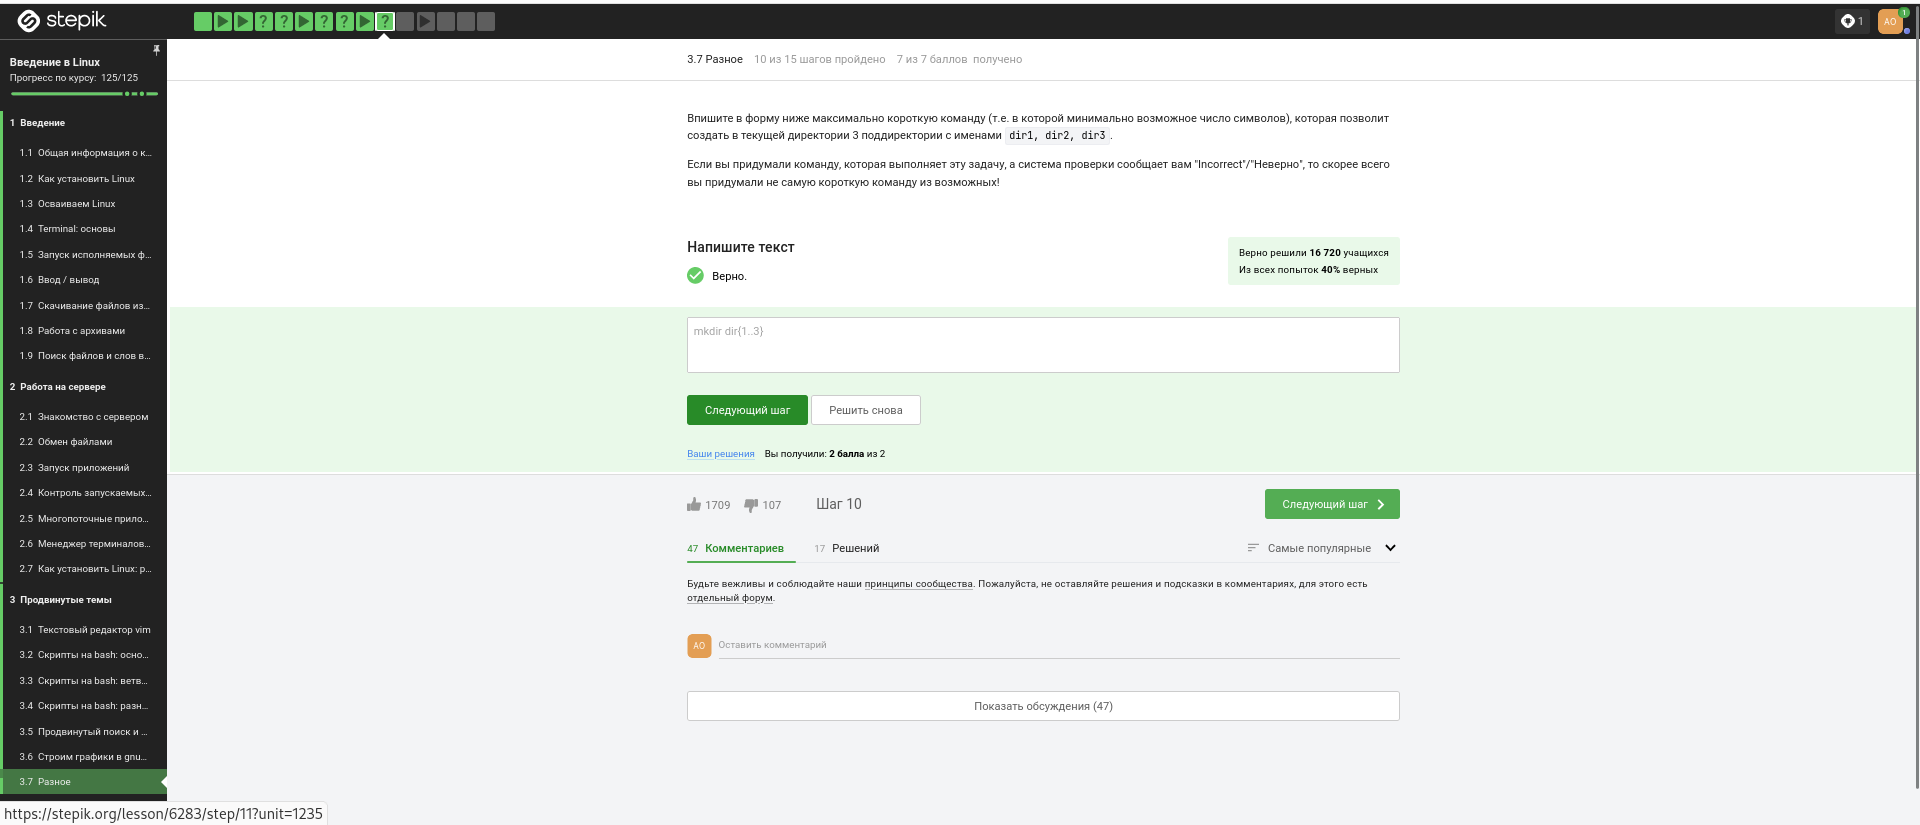 stepik
1
AO
1
Введение в Linux
Прогресс по курсу: 125/125
1 Введение
1.1 Общая информация о к...
1.2 Как установить Linux
1.3 Осваиваем Linux
1.4 Terminal: основы
1.5 Запуск исполняемых ф...
1.6 Ввод / вывод
1.7 Скачивание файлов из...
1.8 Работа с архивами
1.9 Поиск файлов и слов в...
2 Работа на сервере
2.1 Знакомство с сервером
2.2 Обмен файлами
2.3 Запуск приложений
2.4 Контроль запускаемых...
2.5 Многопоточные прило...
2.6 Менеджер терминалов...
2.7 Как установить Linux: р...
3 Продвинутые темы
3.1 Текстовый редактор vim
3.2 Скрипты на bash: осно...
3.3 Скрипты на bash: ветв...
3.4 Скрипты на bash: разн...
3.5 Продвинутый поиск и ...
3.6 Строим графики в gnu...
3.7 Разное
https://stepik.org/lesson/6283/step/11?unit=1235
3.7 Разное 10 из 15 шагов пройдено 7 из 7 баллов получено
Впишите в форму ниже максимально короткую команду (т.е. в которой минимально возможное число символов), которая позволит
создать в текущей директории 3 поддиректории с именами dir1, dir2, dir3 .
Если вы придумали команду, которая выполняет эту задачу, а система проверки сообщает вам "Incorrect"/"Неверно", то скорее всего
вы придумали не самую короткую команду из возможных!
Напишите текст
Верно.
Верно решили 16 720 учащихся
Из всех попыток 40% верных
mkdir dir{1..3}
Следующий шаг Решить снова
Ваши решения Вы получили: 2 балла из 2
1709 107 Шаг 10 Следующий шаг
47 Комментариев 17 Решений Самые популярные
Будьте вежливы и соблюдайте наши принципы сообщества. Пожалуйста, не оставляйте решения и подсказки в комментариях, для этого есть
отдельный форум.
AO Оставить комментарий
Показать обсуждения (47)